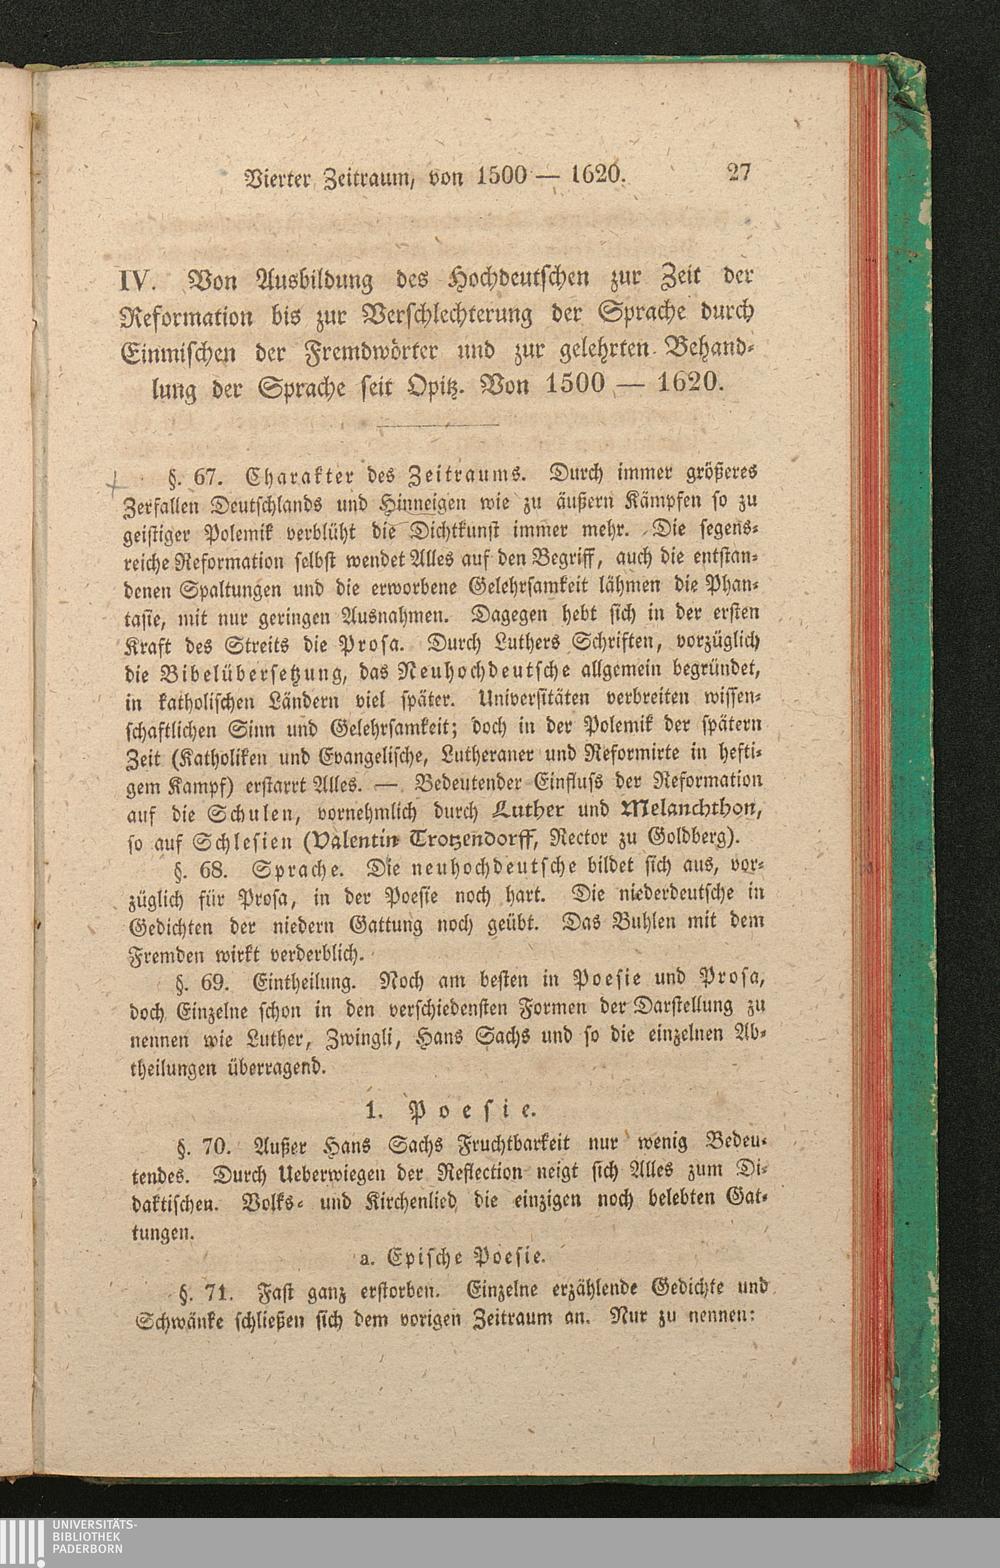 Vierter Zeitraum, von 1500 — 1620. 27
IV. Von Ausbildung des Hochdeutschen zur Zeit der
Reformation bis zur Verschlechterung der Sprache durch
Einmischen der Fremdwörter und zur gelehrten Behand-
lung der Sprache seit Opitz. Von 1500 — 1620.
§. 67. Charakter des Zeitraums. Durch immer größeres
Zerfallen Deutschlands und Hinneigen wie zu äußern Kämpfen so zu
geistiger Polemik verblüht die Dichtkunst immer mehr. Die segens-
reiche Reformation selbst wendet Alles auf den Begriff, auch die entstan-
denen Spaltungen und die erworbene Gelehrsamkeit lähmen die Phan-
tasie, mit nur geringen Ausnahmen. Dagegen hebt sich in der ersten
Kraft des Streits die Prosa. Durch Luthers Schriften, vorzüglich
die Bibelübersetzung, das Neuhochdeutsche allgemein begründet,
in katholischen Ländern viel später. Universitäten verbreiten wissen-
schaftlichen Sinn und Gelehrsamkeit; doch in der Polemik der spätern
Zeit (Katholiken und Evangelische, Lutheraner und Reformirte in hefti-
gem Kampf) erstarrt Alles. — Bedeutender Einfluss der Reformation
auf die Schulen, vornehmlich durch Luther und Melanchthon,
so auf Schlesien (Valentin Trotzendorff, Rector zu Goldberg).
§. 68. Sprache. Die neuhochdeutsche bildet sich aus, vor-
züglich für Prosa, in der Poesie noch hart. Die niederdeutsche in
Gedichten der niedern Gattung noch geübt. Das Buhlen mit dem
Fremden wirkt verderblich.
§. 69. Eintheilung. Noch am besten in Poesie und Prosa,
doch Einzelne schon in den verschiedensten Formen der Darstellung zu
nennen wie Luther, Zwingli, Hans Sachs und so die einzelnen Ab-
theilungen überragend.
1. Poesie.
§. 70. Außer Hans Sachs Fruchtbarkeit nur wenig Bedeu-
tendes. Durch Ueberwiegen der Reflection neigt sich Alles zum Di-
daktischen. Volks- und Kirchenlied die einzigen noch belebten Gat-
tungen.
a. Epische Poesie.
§. 71. Fast ganz erstorben. Einzelne erzählende Gedichte und
Schwänke schließen sich dem vorigen Zeitraum an. Nur zu nennen:
UNIVERSITÄTS-
BIBLIOTHEK
PADERBORN